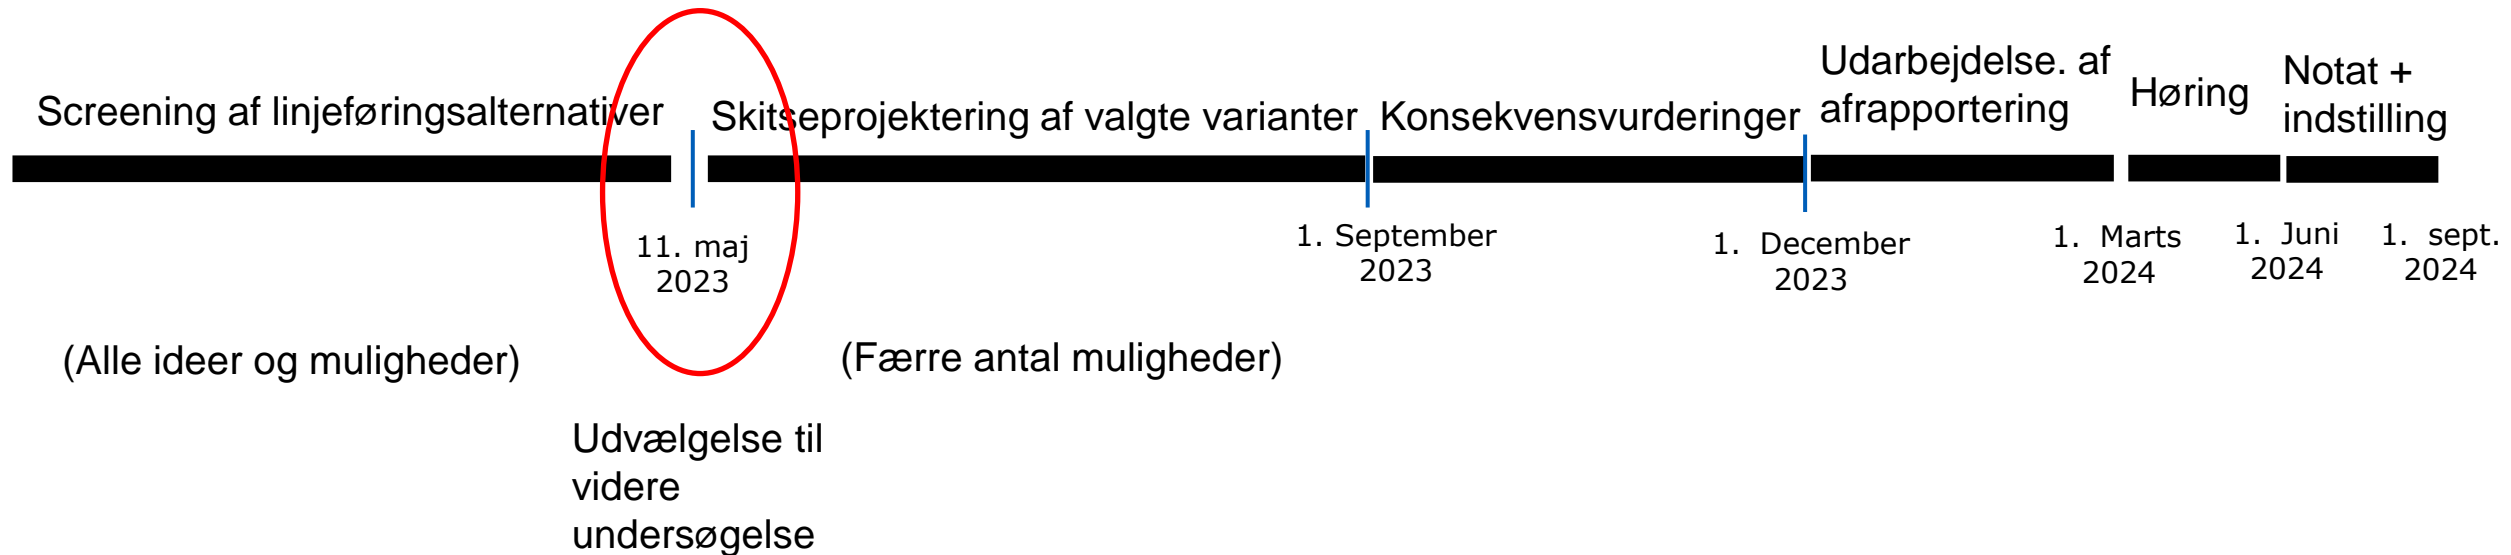 Screening af linjeføringsalternativer
Skitseprojektering af valgte varianter
Konsekvensvurderinger
Udarbejdelse. af
afrapportering
Høring
Notat +
indstilling
11. maj
2023
1. September
2023
1. December
2023
1. Marts
2024
1. Juni
2024
1. sept.
2024
(Alle ideer og muligheder)
(Færre antal muligheder)
Udvælgelse til
videre
undersøgelse